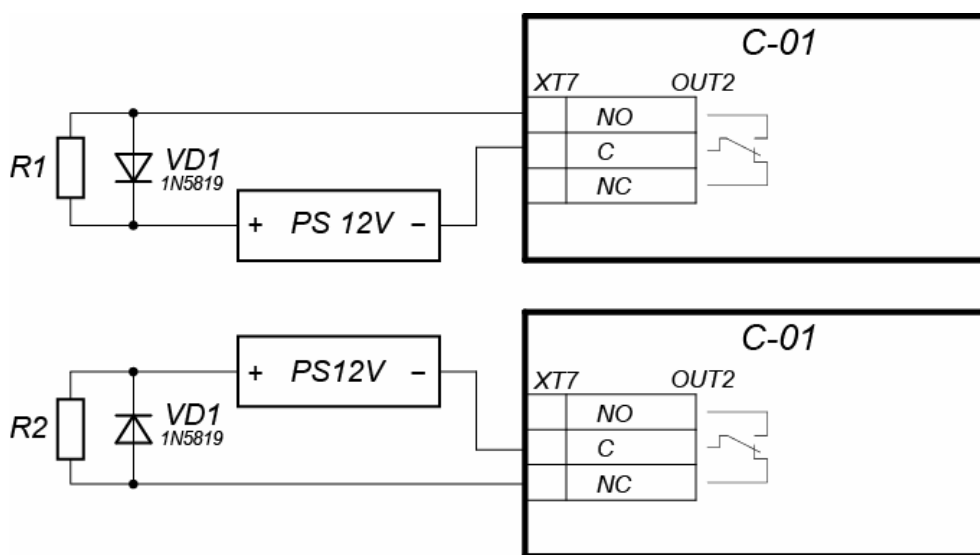 C-01
XT7 OUT2
NO
R1 VD1 C
1N5819 NC
+ PS 12V −
C-01
+ PS12V − XT7 OUT2
NO
R2 VD1 C
1N5819
NC